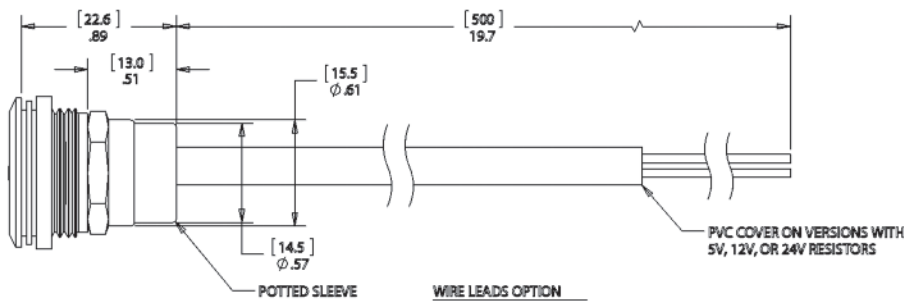 [22.6]
.89
[500]
19.7
[13.0]
.51
[15.5]
Ø.61
[14.5]
Ø.57
PVC COVER ON VERSIONS WITH
5V, 12V, OR 24V RESISTORS
POTTED SLEEVE
WIRE LEADS OPTION